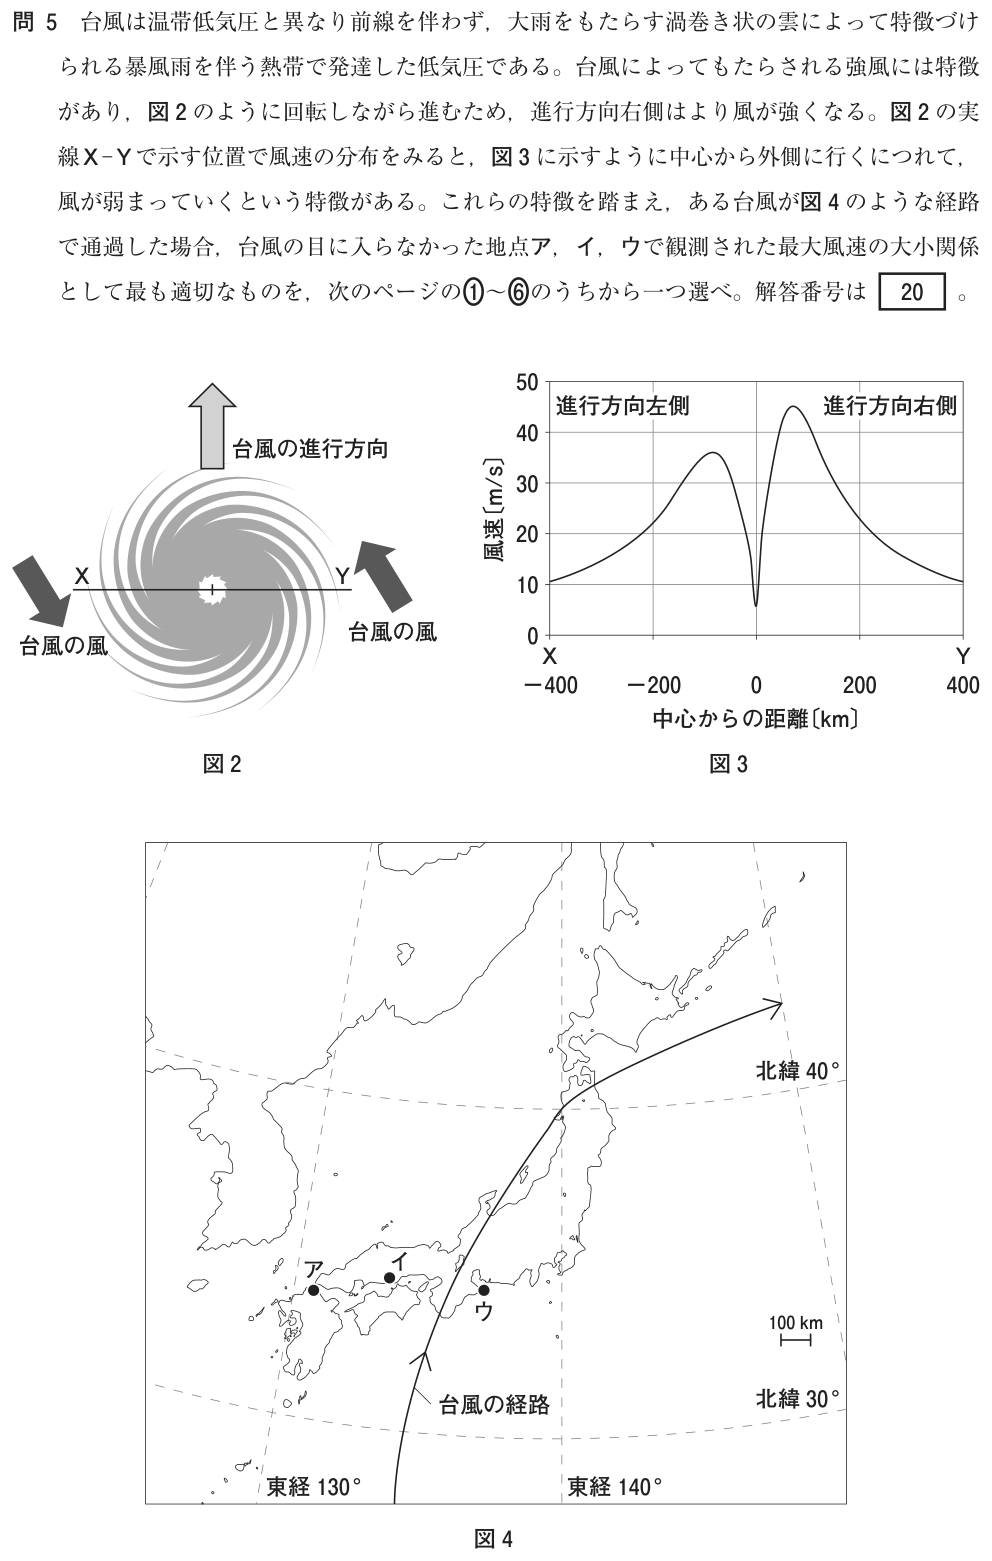 問 5 台風は温帯低気圧と異なり前線を伴わず，大雨をもたらす渦巻き状の雲によって特徴づけ
られる暴風雨を伴う熱帯で発達した低気圧である。台風によってもたらされる強風には特徴
があり，図 2 のように回転しながら進むため，進行方向右側はより風が強くなる。図 2 の実
線 X－Y で示す位置で風速の分布をみると，図 3 に示すように中心から外側に行くにつれて，
風が弱まっていくという特徴がある。これらの特徴を踏まえ，ある台風が図 4 のような経路
で通過した場合，台風の目に入らなかった地点ア，イ，ウで観測された最大風速の大小関係
として最も適切なものを，次のページの①～⑥のうちから一つ選べ。解答番号は 20 。
台風の進行方向
X
Y
台風の風
台風の風
図 2
50
40
30
20
10
0
風速〔m/s〕
進行方向左側
進行方向右側
X
Y
－400
－200
0
200
400
中心からの距離〔km〕
図 3
北緯 40°
ア
イ
ウ
100 km
台風の経路
北緯 30°
東経 130°
東経 140°
図 4